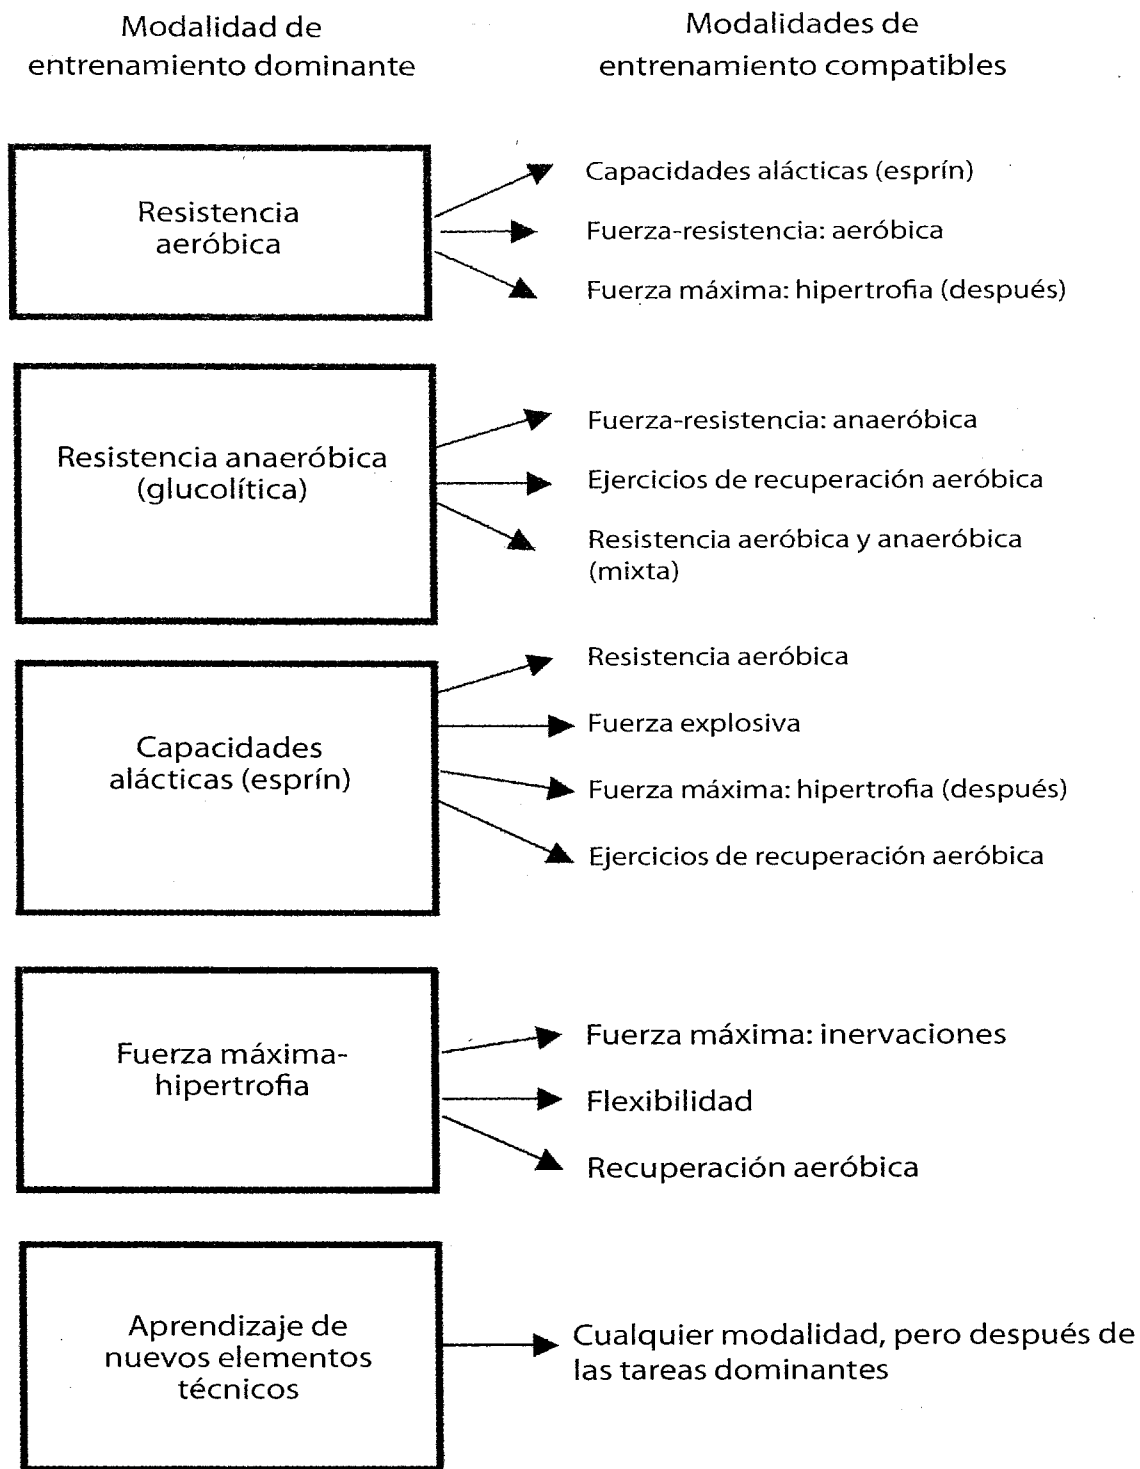 Modalidad de
entrenamiento dominante
Modalidades de
entrenamiento compatibles
Resistencia
aeróbica
Capacidades alácticas (esprín)
Fuerza-resistencia: aeróbica
Fuerza máxima: hipertrofia (después)
Resistencia anaeróbica
(glucolítica)
Fuerza-resistencia: anaeróbica
Ejercicios de recuperación aeróbica
Resistencia aeróbica y anaeróbica
(mixta)
Capacidades
alácticas (esprín)
Resistencia aeróbica
Fuerza explosiva
Fuerza máxima: hipertrofia (después)
Ejercicios de recuperación aeróbica
Fuerza máxima-
hipertrofia
Fuerza máxima: inervaciones
Flexibilidad
Recuperación aeróbica
Aprendizaje de
nuevos elementos
técnicos
Cualquier modalidad, pero después de
las tareas dominantes